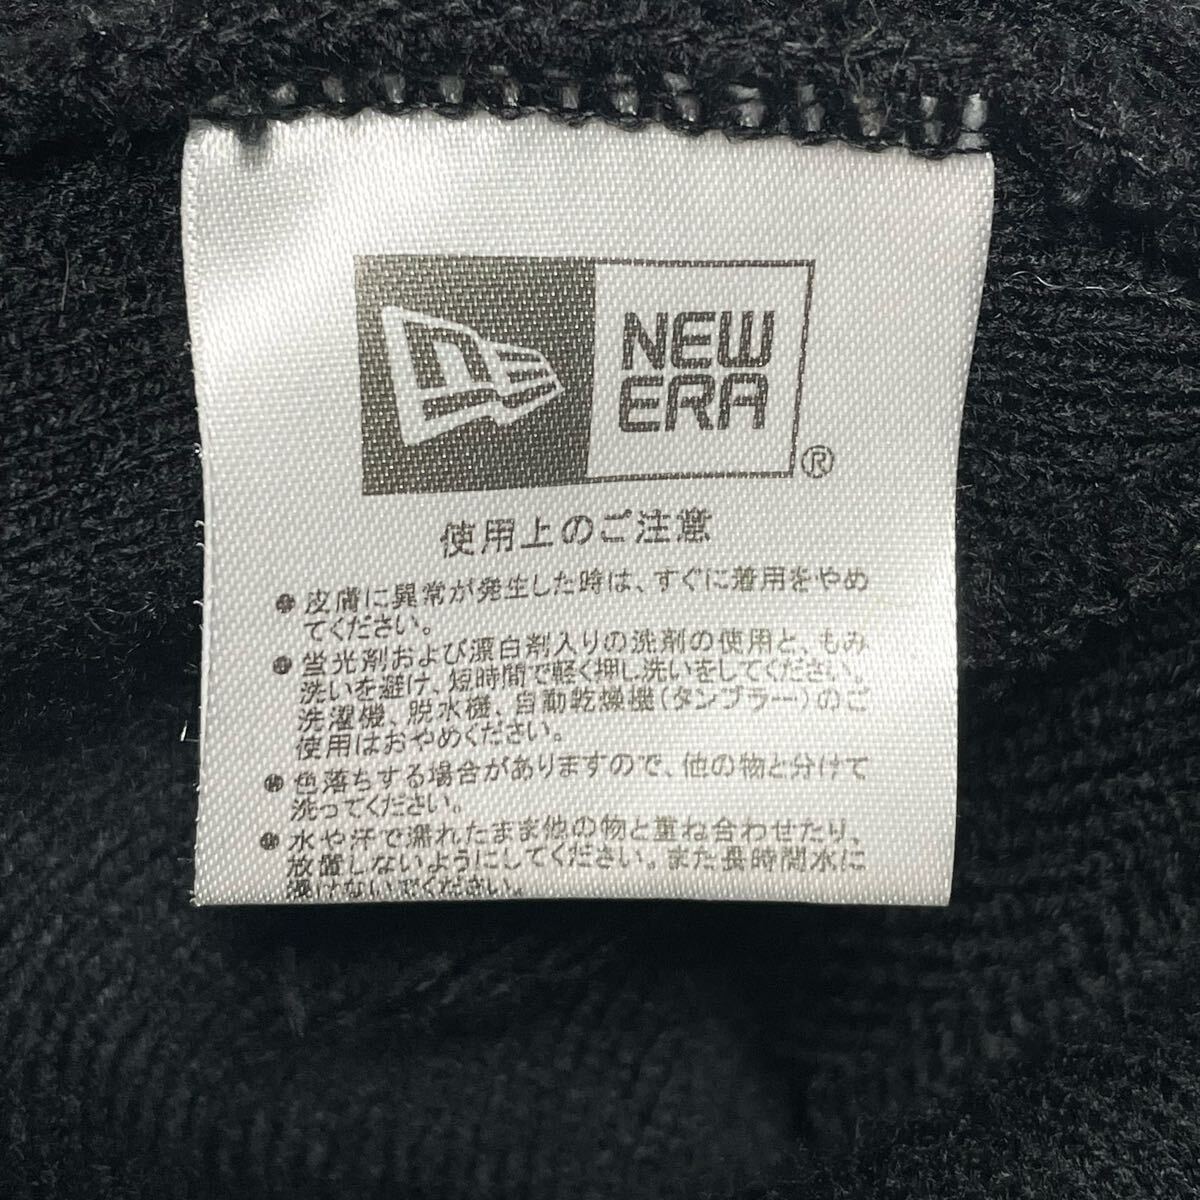 NEW
ERA
®
使用上のご注意
● 皮膚に異常が発生した時は、すぐに着用をやめ
てください。
● 蛍光剤および漂白剤入りの洗剤の使用と、もみ
洗いを避け、短時間で軽く押し洗いをしてください。
洗濯機、脱水機、自動乾燥機(タンブラー)のご
使用はおやめください。
● 色落ちする場合がありますので、他の物と分けて
洗ってください。
● 水や汗で濡れたまま他の物と重ね合わせたり、
放置しないようにしてください。また長時間水に
浸けないでください。